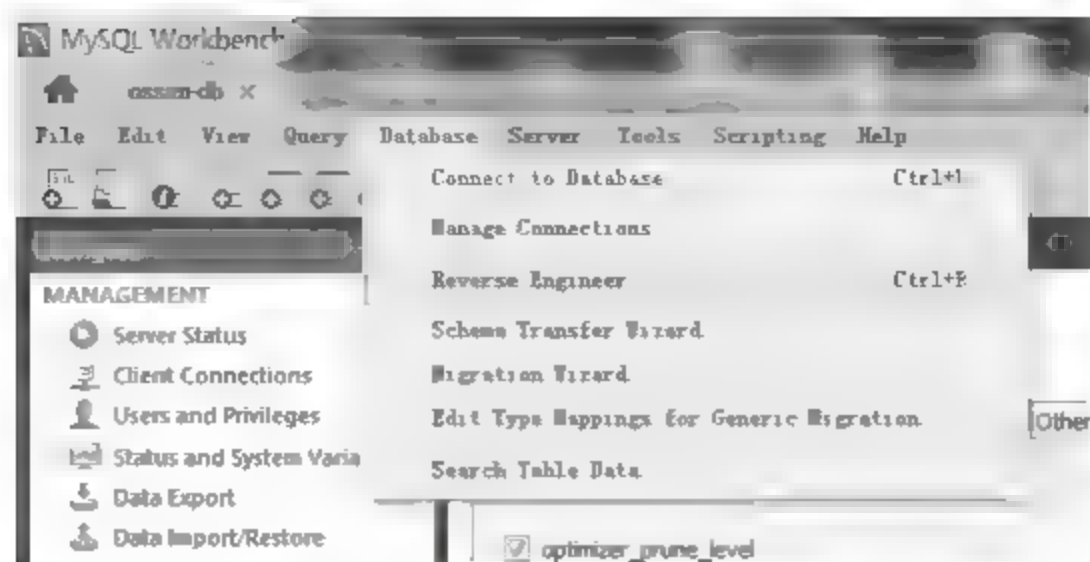 MySQL Workbench
File Edit View Query Database Server Tools Scripting Help
Connect to Database
Manage Connections
Reverse Engineer Ctrl+R
Schema Transfer Wizard
Migration Wizard
Edit Type Mappings for Generic Migration
Search Table Data
MANAGEMENT
Server Status
Client Connections
Users and Privileges
Status and System Varia
Data Export
Data Import/Restore
Other
optimizer_prune_level